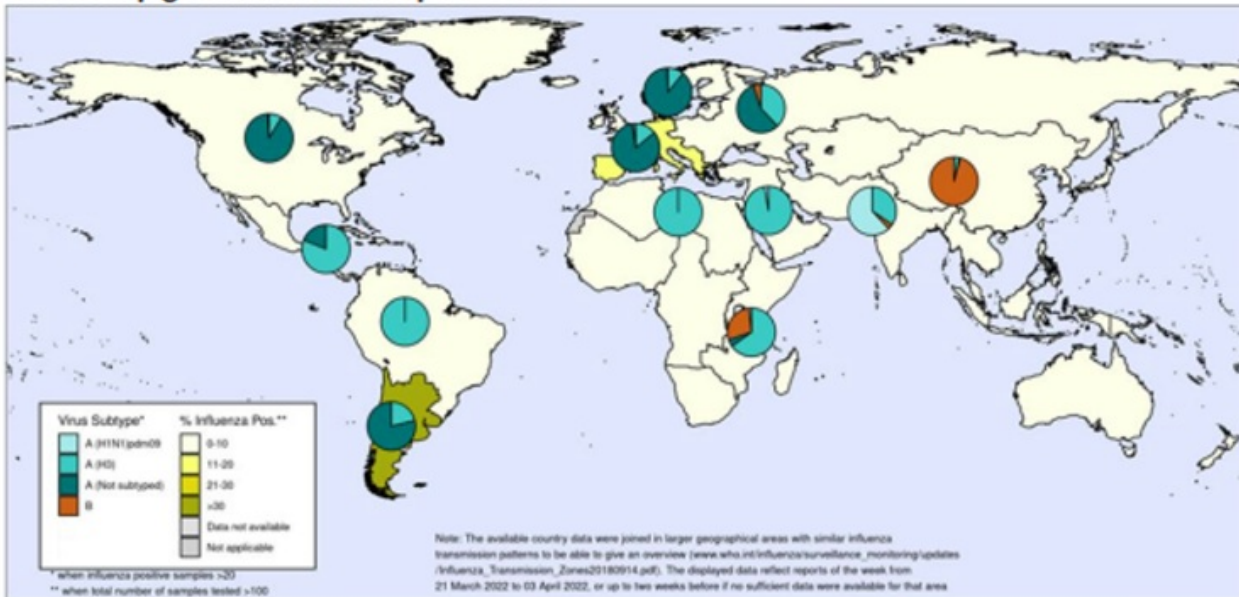 Virus Subtype*
A (H1N1)pdm09
A (H3)
A (Not subtyped)
B
% Influenza Pos.**
0-10
11-20
21-30
>30
Data not available
Not applicable
* when influenza positive samples >20
** when total number of samples tested >100
Note: The available country data were joined in larger geographical areas with similar influenza
transmission patterns to be able to give an overview (www.who.int/influenza/surveillance_monitoring/updates
/Influenza_Transmission_Zones20180914.pdf). The displayed data reflect reports of the week from
21 March 2022 to 03 April 2022, or up to two weeks before if no sufficient data were available for that area